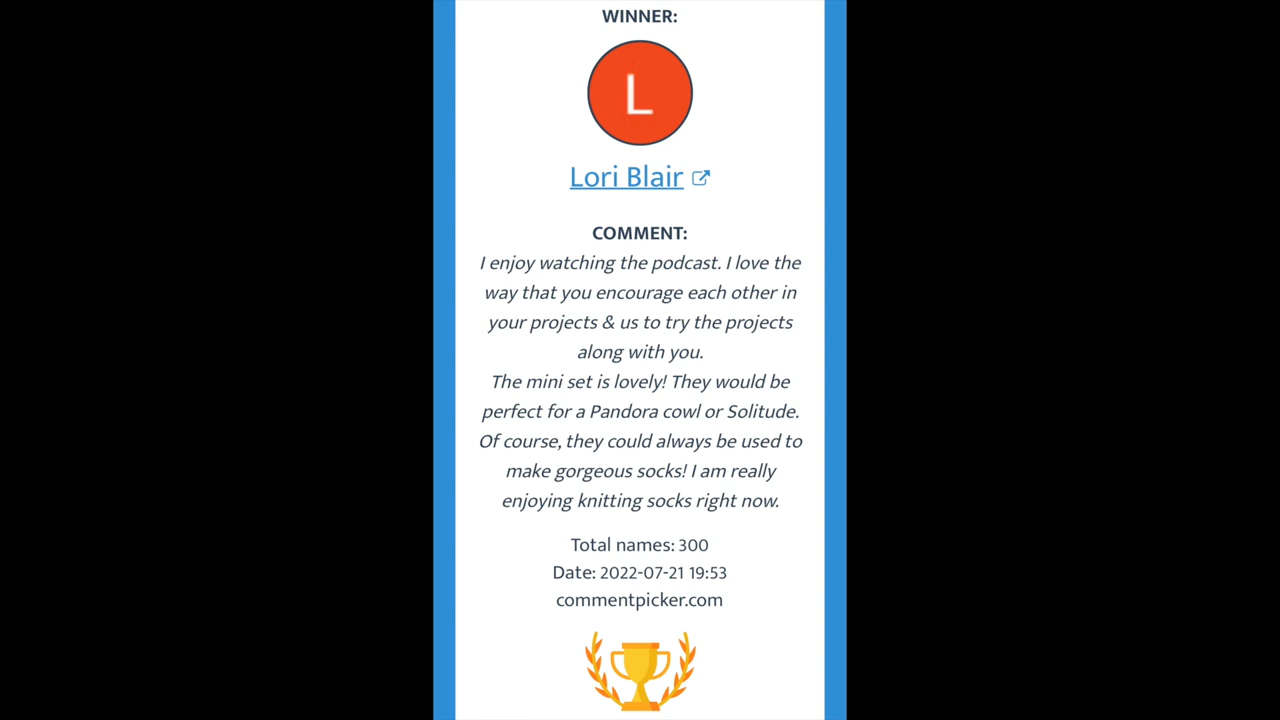 WINNER:
L
Lori Blair
COMMENT:
I enjoy watching the podcast. I love the
way that you encourage each other in
your projects & us to try the projects
along with you.
The mini set is lovely! They would be
perfect for a Pandora cowl or Solitude.
Of course, they could always be used to
make gorgeous socks! I am really
enjoying knitting socks right now.
Total names: 300
Date: 2022-07-21 19:53
commentpicker.com